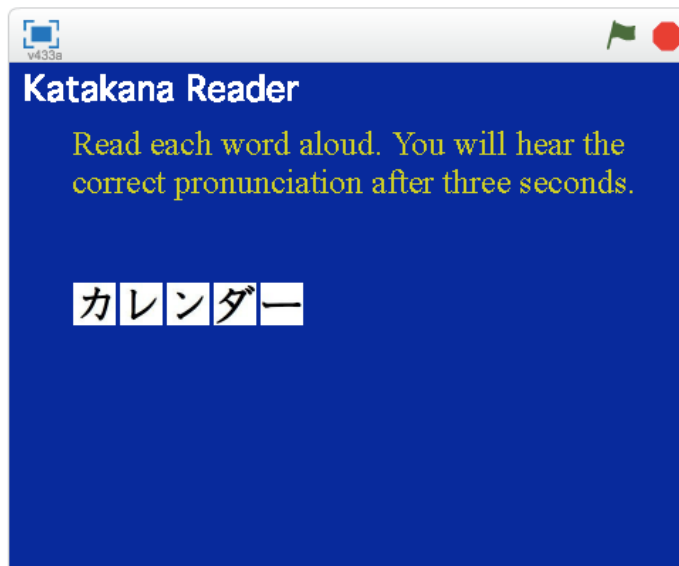 v433a
Katakana Reader
Read each word aloud. You will hear the
correct pronunciation after three seconds.
カレンダー